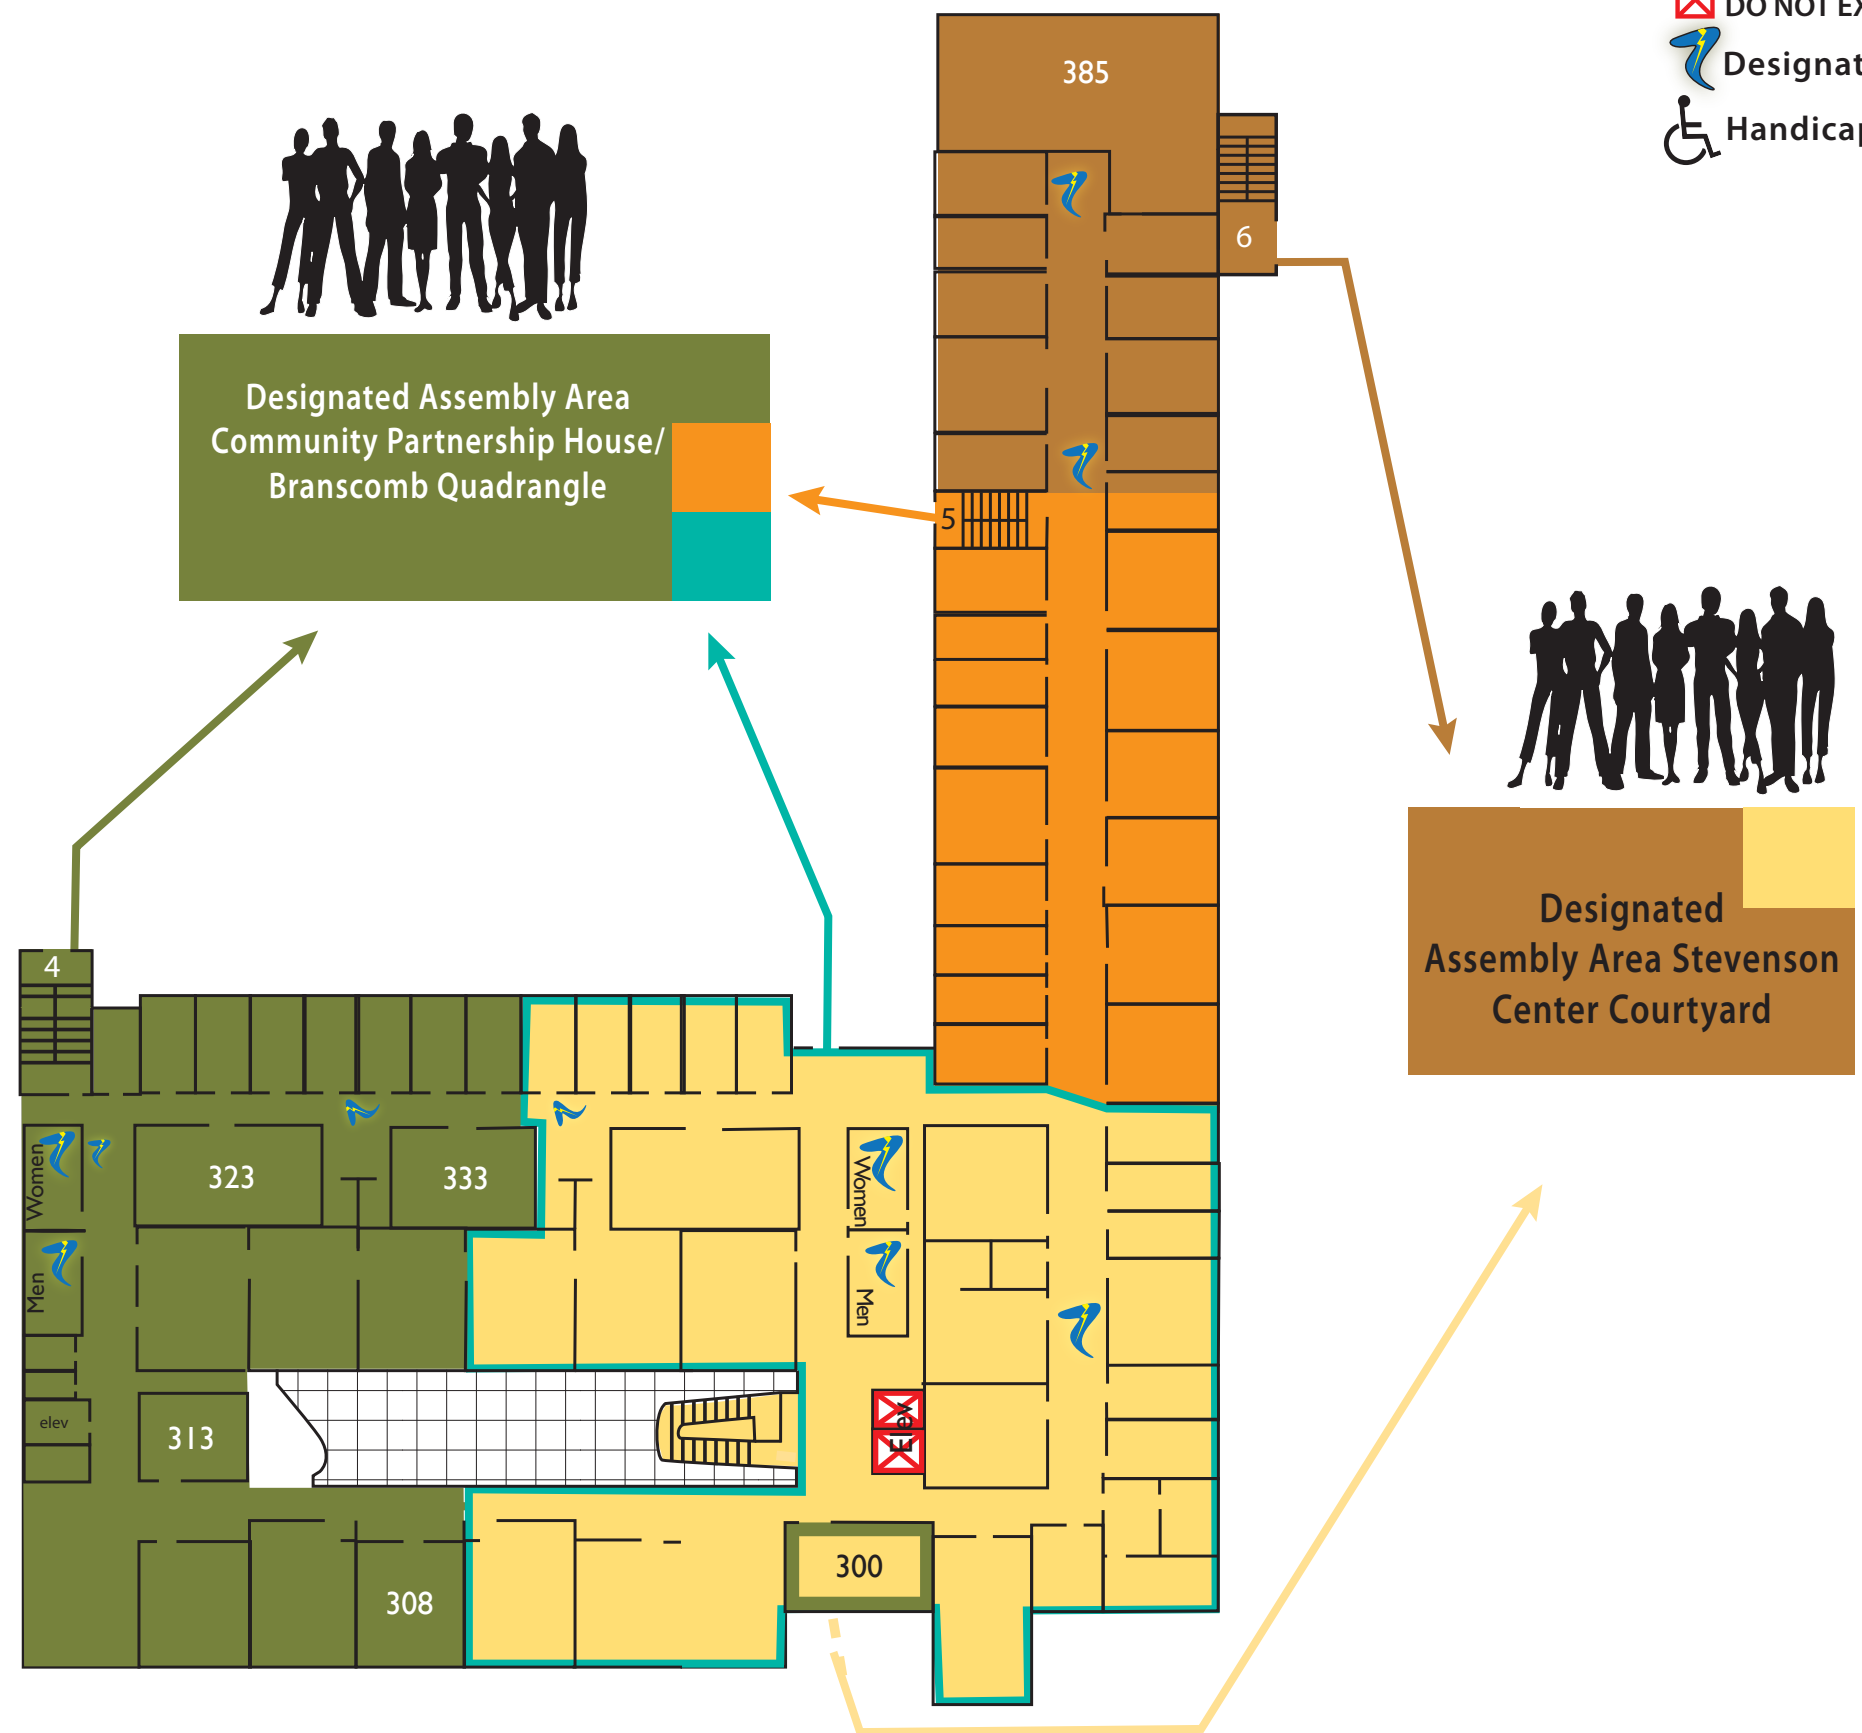 DO NOT EX
Designat
Handicap
385
6
Designated Assembly Area
Community Partnership House/
Branscomb Quadrangle
5
Designated
Assembly Area Stevenson
Center Courtyard
4
Women
323
333
Women
Men
Men
elev
313
Elev
300
308